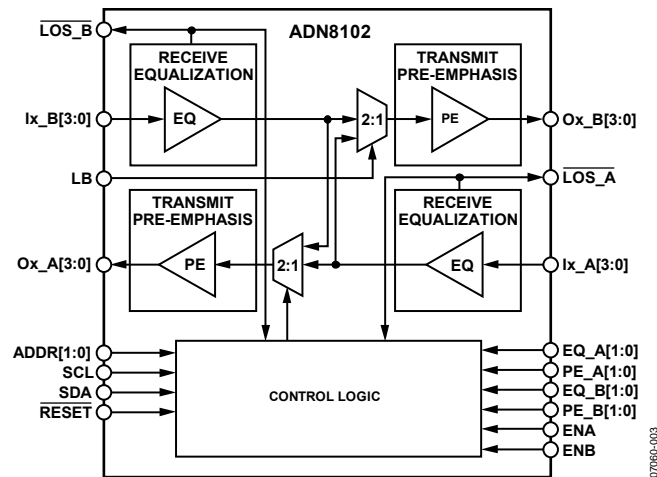 LOS_B
ADN8102
RECEIVE
EQUALIZATION
TRANSMIT
PRE-EMPHASIS
Ix_B[3:0]
EQ
2:1
PE
Ox_B[3:0]
LB
LOS_A
TRANSMIT
PRE-EMPHASIS
RECEIVE
EQUALIZATION
Ox_A[3:0]
PE
2:1
EQ
Ix_A[3:0]
ADDR[1:0]
SCL
SDA
RESET
CONTROL LOGIC
EQ_A[1:0]
PE_A[1:0]
EQ_B[1:0]
PE_B[1:0]
ENA
ENB
07060-003